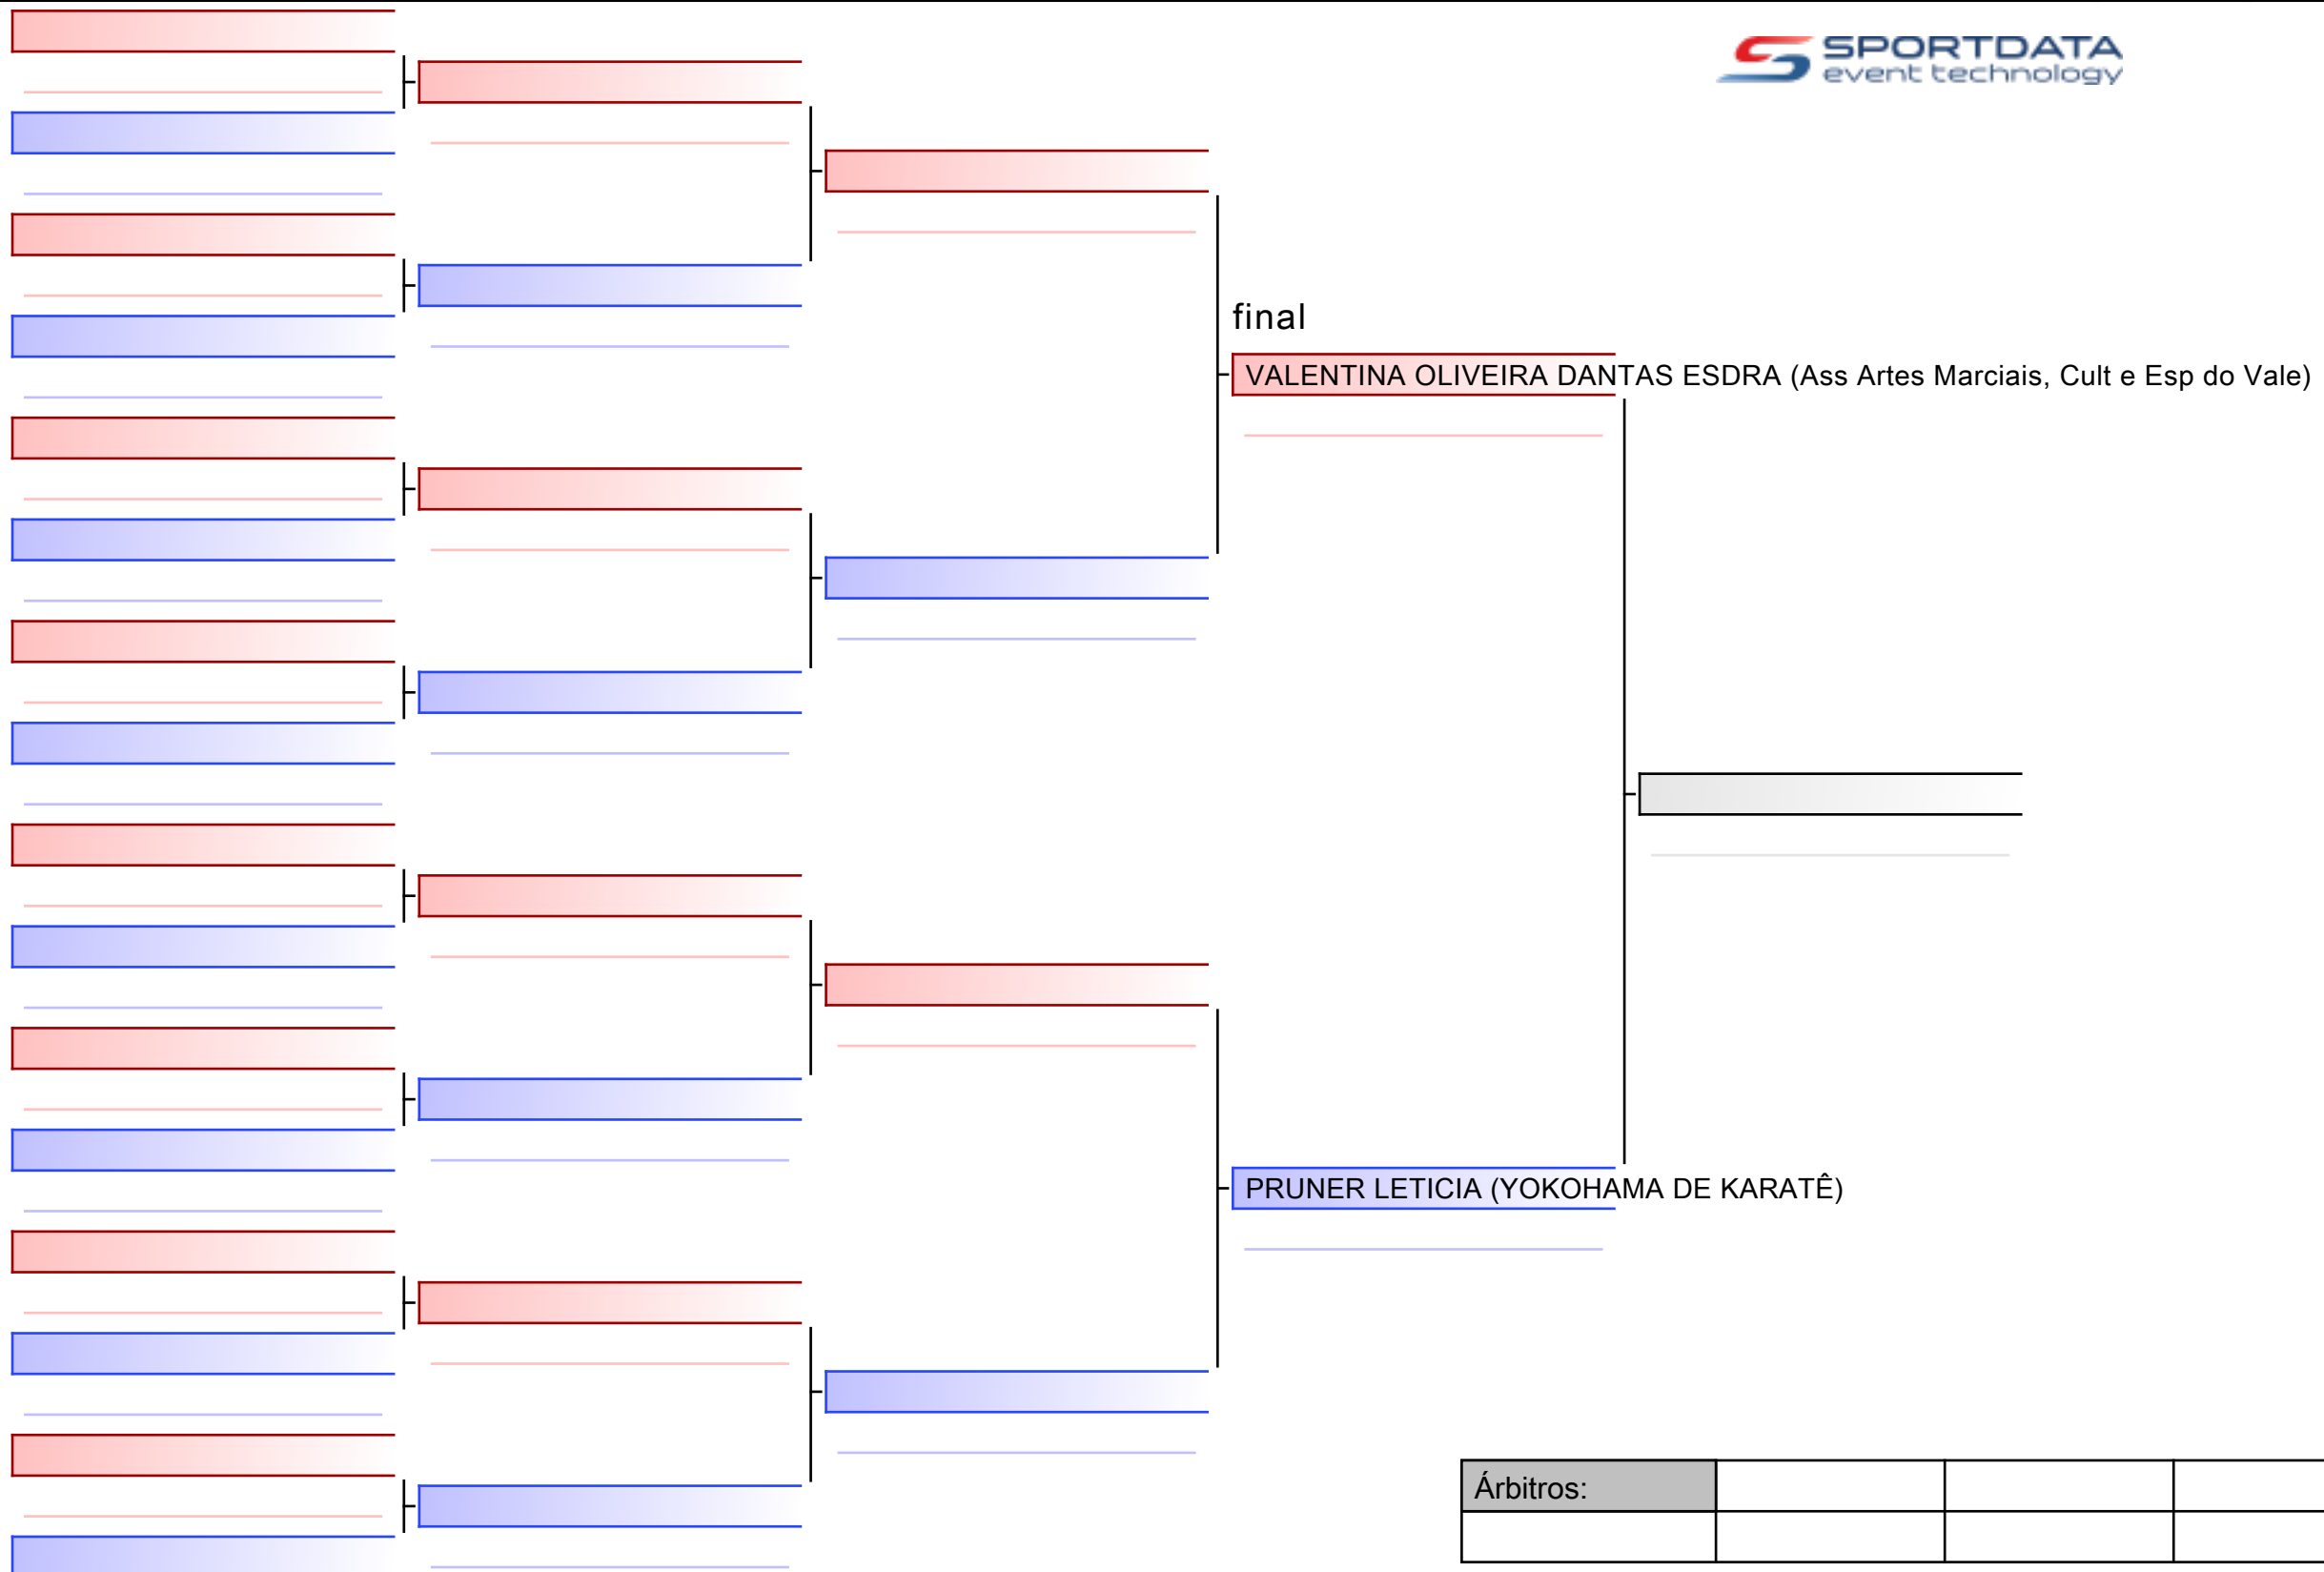 SPORTDATA
event technology
final
VALENTINA OLIVEIRA DANTAS ESDRA (Ass Artes Marciais, Cult e Esp do Vale)
PRUNER LETICIA (YOKOHAMA DE KARATÊ)
Árbitros: